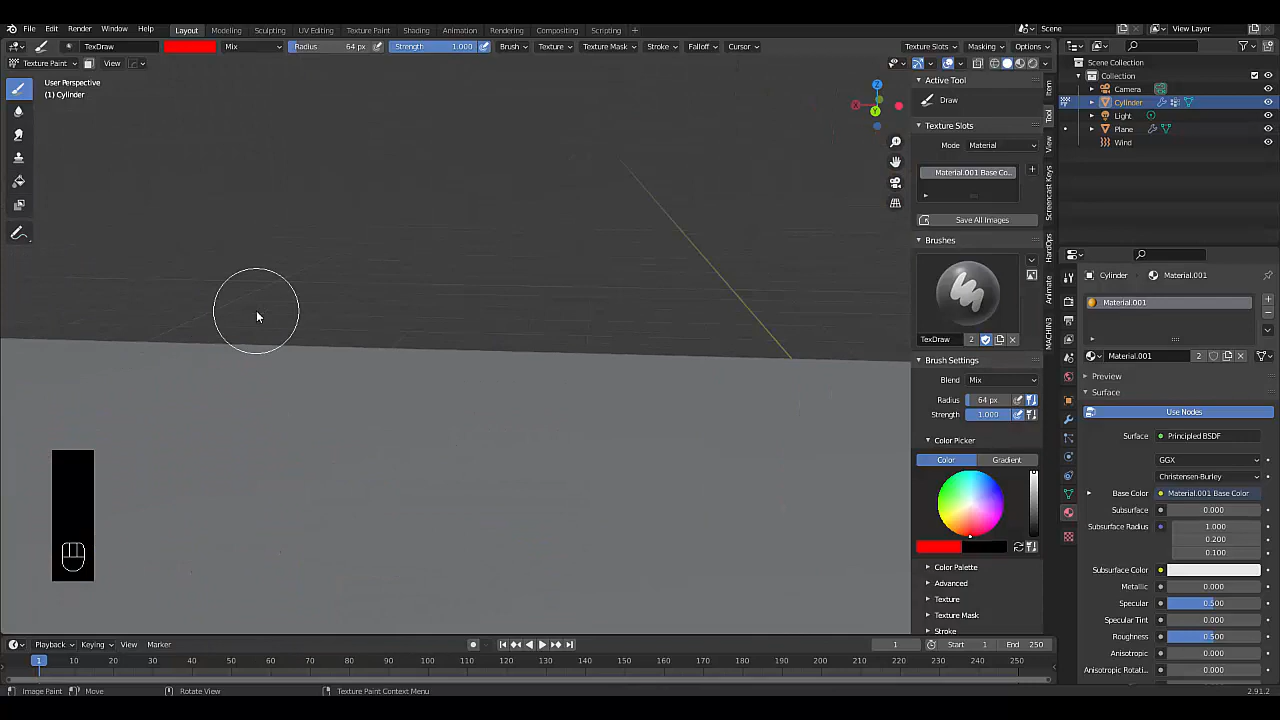 File Edit Render Window Help Layout Modeling Sculpting UV Editing Texture Paint Shading Animation Rendering Compositing Scripting + Scene View Layer
TexDraw Mix Radius 64 px Strength 1.000 Brush Texture Texture Mask Stroke Falloff Cursor Texture Slots Masking Options
Texture Paint View
User Perspective
(1) Cylinder
Active Tool
Draw
Texture Slots
Mode Material
Material.001 Base Co...
Save All Images
Brushes
TexDraw 2
Brush Settings
Blend Mix
Radius 64 px
Strength 1.000
Color Picker
Color Gradient
Color Palette
Advanced
Texture
Texture Mask
Stroke
Item
Tool
View
Screencast Keys
HardOps
Animate
MACHIN3
Scene Collection
Collection
Camera
Cylinder
Light
Plane
Wind
Cylinder Material.001
Material.001
Material.001 2
Preview
Surface
Use Nodes
Surface Principled BSDF
GGX
Christensen-Burley
Base Color Material.001 Base Color
Subsurface 0.000
Subsurface Radius 1.000
0.200
0.100
Subsurface Color
Metallic 0.000
Specular 0.500
Specular Tint 0.000
Roughness 0.500
Anisotropic 0.000
Anisotropic Rotati... 0.000
Playback Keying View Marker 1 Start 1 End 250
1 10 20 30 40 50 60 70 80 90 100 110 120 130 140 150 160 170 180 190 200 210 220 230 240 250
Image Paint Move Rotate View Texture Paint Context Menu 2.91.2